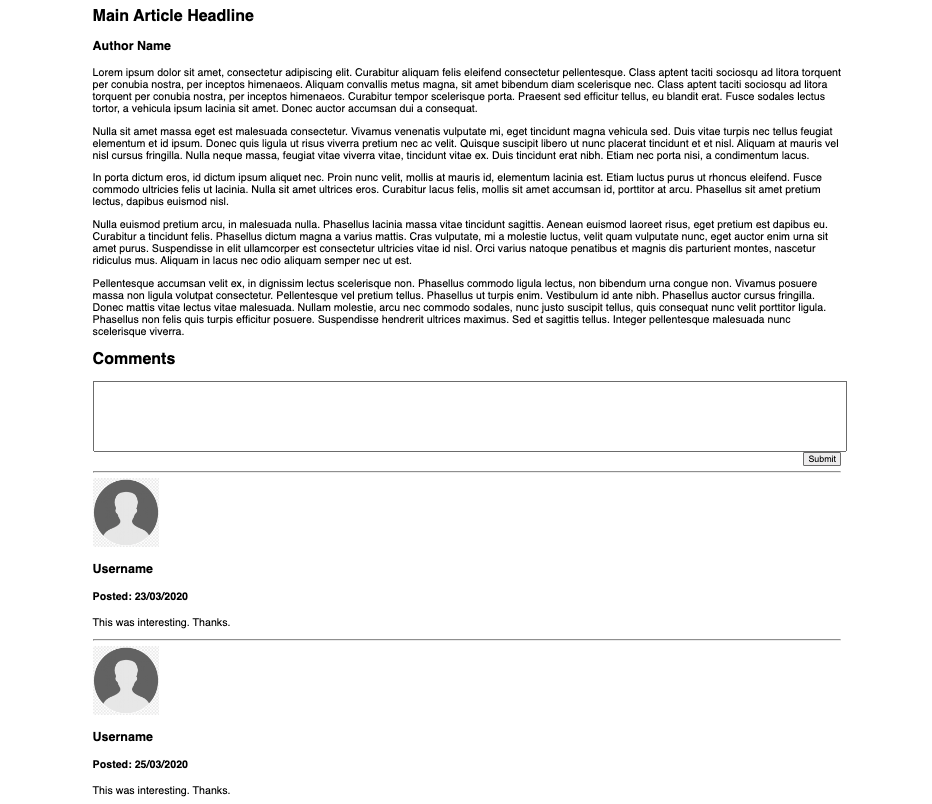 Main Article Headline
Author Name
Lorem ipsum dolor sit amet, consectetur adipiscing elit. Curabitur aliquam felis eleifend consectetur pellentesque. Class aptent taciti sociosqu ad litora torquent
per conubia nostra, per inceptos himenaeos. Aliquam convallis metus magna, sit amet bibendum diam scelerisque nec. Class aptent taciti sociosqu ad litora
torquent per conubia nostra, per inceptos himenaeos. Curabitur tempor scelerisque porta. Praesent sed efficitur tellus, eu blandit erat. Fusce sodales lectus
tortor, a vehicula ipsum lacinia sit amet. Donec auctor accumsan dui a consequat.
Nulla sit amet massa eget est malesuada consectetur. Vivamus venenatis vulputate mi, eget tincidunt magna vehicula sed. Duis vitae turpis nec tellus feugiat
elementum et id ipsum. Donec quis ligula ut risus viverra pretium nec ac velit. Quisque suscipit libero ut nunc placerat tincidunt et et nisl. Aliquam at mauris vel
nisl cursus fringilla. Nulla neque massa, feugiat vitae viverra vitae, tincidunt vitae ex. Duis tincidunt erat nibh. Etiam nec porta nisi, a condimentum lacus.
In porta dictum eros, id dictum ipsum aliquet nec. Proin nunc velit, mollis at mauris id, elementum lacinia est. Etiam luctus purus ut rhoncus eleifend. Fusce
commodo ultricies felis ut lacinia. Nulla sit amet ultrices eros. Curabitur lacus felis, mollis sit amet accumsan id, porttitor at arcu. Phasellus sit amet pretium
lectus, dapibus euismod nisl.
Nulla euismod pretium arcu, in malesuada nulla. Phasellus lacinia massa vitae tincidunt sagittis. Aenean euismod laoreet risus, eget pretium est dapibus eu.
Curabitur a tincidunt felis. Phasellus dictum magna a varius mattis. Cras vulputate, mi a molestie luctus, velit quam vulputate nunc, eget auctor enim urna sit
amet purus. Suspendisse in elit ullamcorper est consectetur ultricies vitae id nisl. Orci varius natoque penatibus et magnis dis parturient montes, nascetur
ridiculus mus. Aliquam in lacus nec odio aliquam semper nec ut est.
Pellentesque accumsan velit ex, in dignissim lectus scelerisque non. Phasellus commodo ligula lectus, non bibendum urna congue non. Vivamus posuere
massa non ligula volutpat consectetur. Pellentesque vel pretium tellus. Phasellus ut turpis enim. Vestibulum id ante nibh. Phasellus auctor cursus fringilla.
Donec mattis vitae lectus vitae malesuada. Nullam molestie, arcu nec commodo sodales, nunc justo suscipit tellus, quis consequat nunc velit porttitor ligula.
Phasellus non felis quis turpis efficitur posuere. Suspendisse hendrerit ultrices maximus. Sed et sagittis tellus. Integer pellentesque malesuada nunc
scelerisque viverra.
Comments
Submit
Username
Posted: 23/03/2020
This was interesting. Thanks.
Username
Posted: 25/03/2020
This was interesting. Thanks.